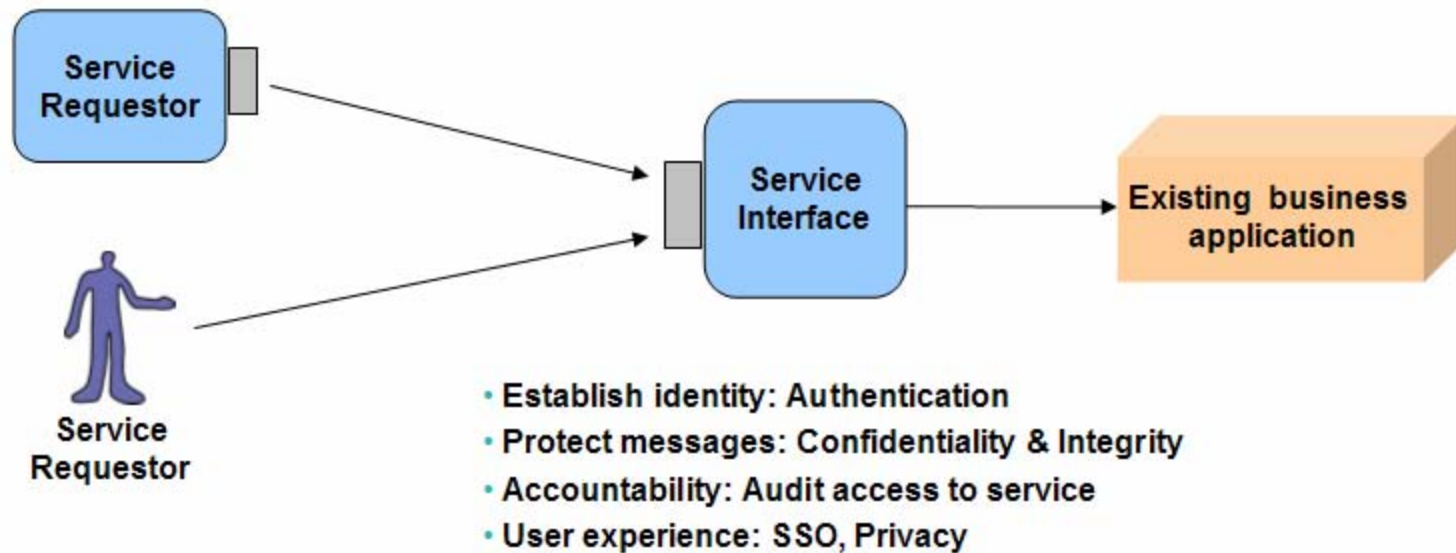 Service
Requestor
Service
Interface
Existing business
application
Service
Requestor
• Establish identity: Authentication
• Protect messages: Confidentiality & Integrity
• Accountability: Audit access to service
• User experience: SSO, Privacy